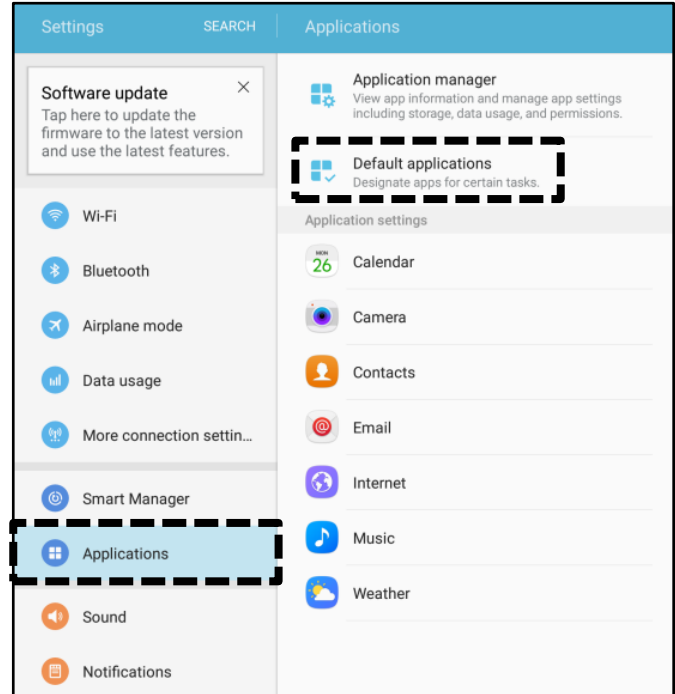 Settings
SEARCH
Applications
Software update
Tap here to update the
firmware to the latest version
and use the latest features.
Wi-Fi
Bluetooth
Airplane mode
Data usage
More connection settin...
Smart Manager
Applications
Sound
Notifications
Application manager
View app information and manage app settings
including storage, data usage, and permissions.
Default applications
Designate apps for certain tasks.
Application settings
MON
26
Calendar
Camera
Contacts
@
Email
Internet
Music
Weather